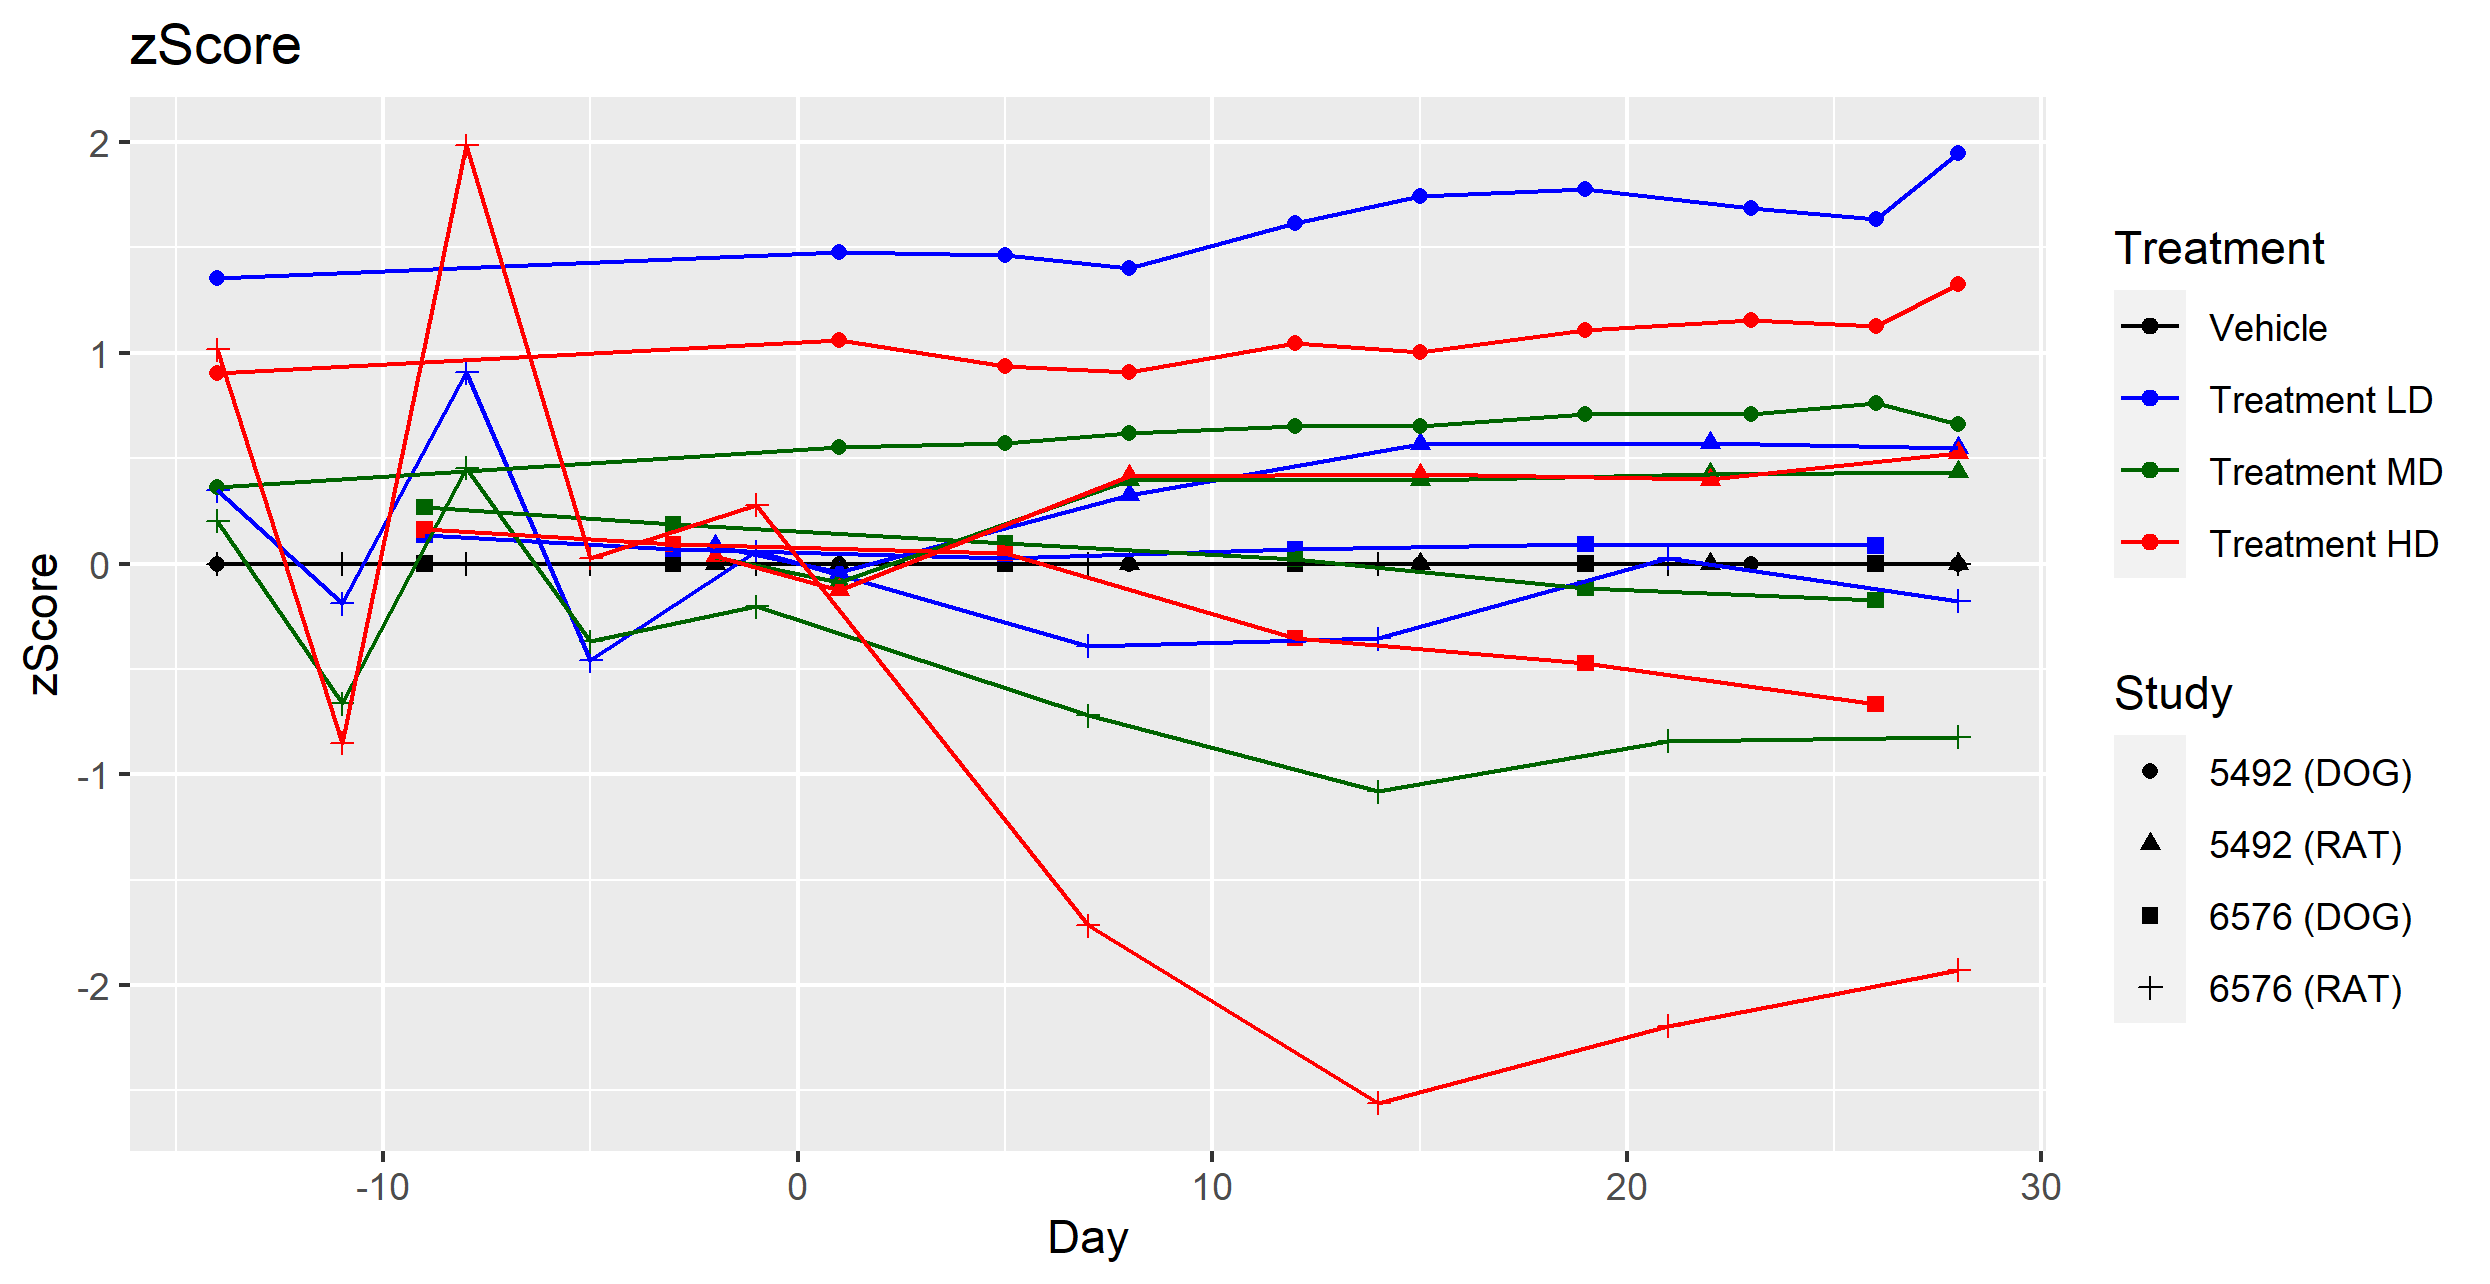 zScore
zScore
2
1
0
-1
-2
-10
0
10
20
30
Day
Treatment
Vehicle
Treatment LD
Treatment MD
Treatment HD
Study
5492 (DOG)
5492 (RAT)
6576 (DOG)
6576 (RAT)